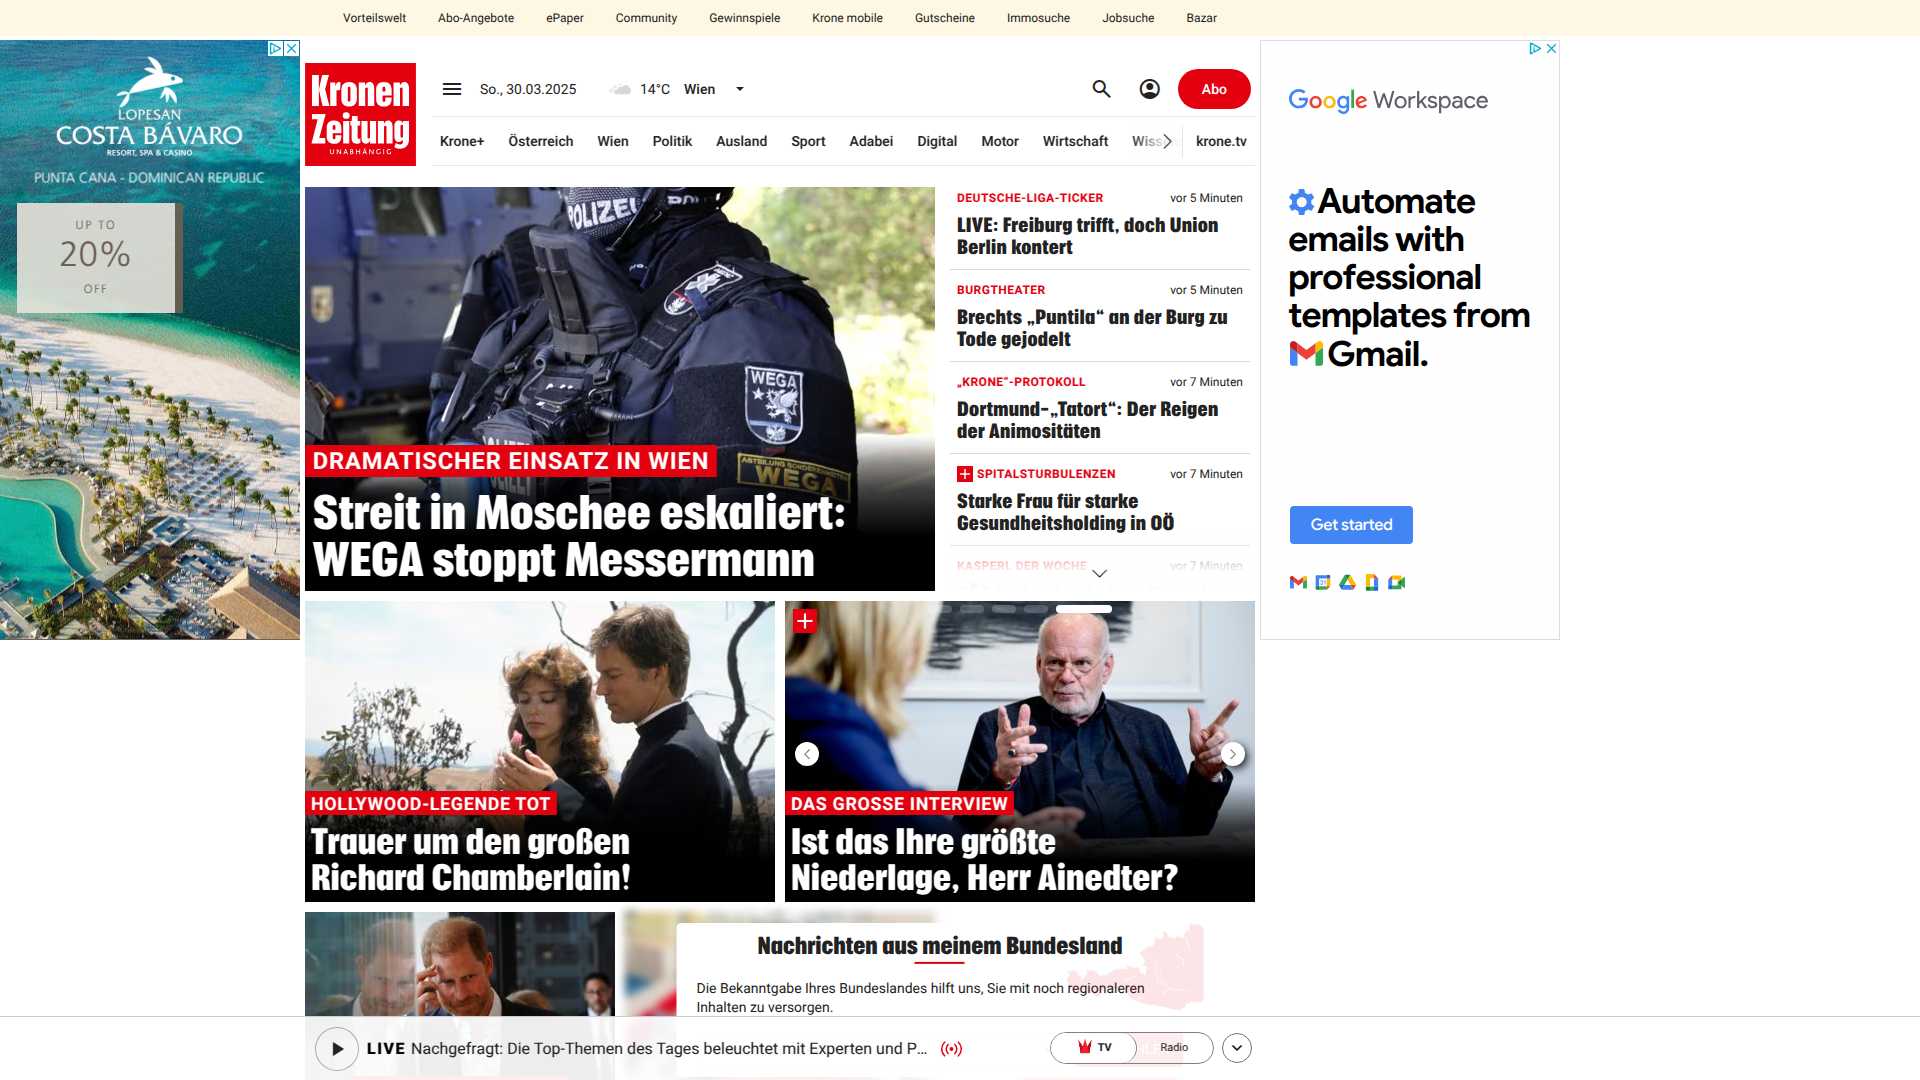 Vorteilswelt Abo-Angebote ePaper Community Gewinnspiele Krone mobile Gutscheine Immosuche Jobsuche Bazar
LOPESAN
COSTA BÁVARO
RESORT, SPA & CASINO
PUNTA CANA - DOMINICAN REPUBLIC
UP TO
20%
OFF
Kronen
Zeitung
UNABHÄNGIG
So., 30.03.2025 14°C Wien
Abo
Krone+ Österreich Wien Politik Ausland Sport Adabei Digital Motor Wirtschaft Wiss krone.tv
POLIZEI
WEGA
WEGA
DRAMATISCHER EINSATZ IN WIEN
Streit in Moschee eskaliert:
WEGA stoppt Messermann
DEUTSCHE-LIGA-TICKER vor 5 Minuten
LIVE: Freiburg trifft, doch Union
Berlin kontert
BURGTHEATER vor 5 Minuten
Brechts „Puntila“ an der Burg zu
Tode gejodelt
„KRONE“-PROTOKOLL vor 7 Minuten
Dortmund-„Tatort“: Der Reigen
der Animositäten
SPITALSTURBULENZEN vor 7 Minuten
Starke Frau für starke
Gesundheitsholding in OÖ
KASPERL DER WOCHE vor 7 Minuten
HOLLYWOOD-LEGENDE TOT
Trauer um den großen
Richard Chamberlain!
DAS GROSSE INTERVIEW
Ist das Ihre größte
Niederlage, Herr Ainedter?
Nachrichten aus meinem Bundesland
Die Bekanntgabe Ihres Bundeslandes hilft uns, Sie mit noch regionaleren
Inhalten zu versorgen.
LIVE Nachgefragt: Die Top-Themen des Tages beleuchtet mit Experten und P...
TV Radio
Google Workspace
Automate
emails with
professional
templates from
Gmail.
Get started